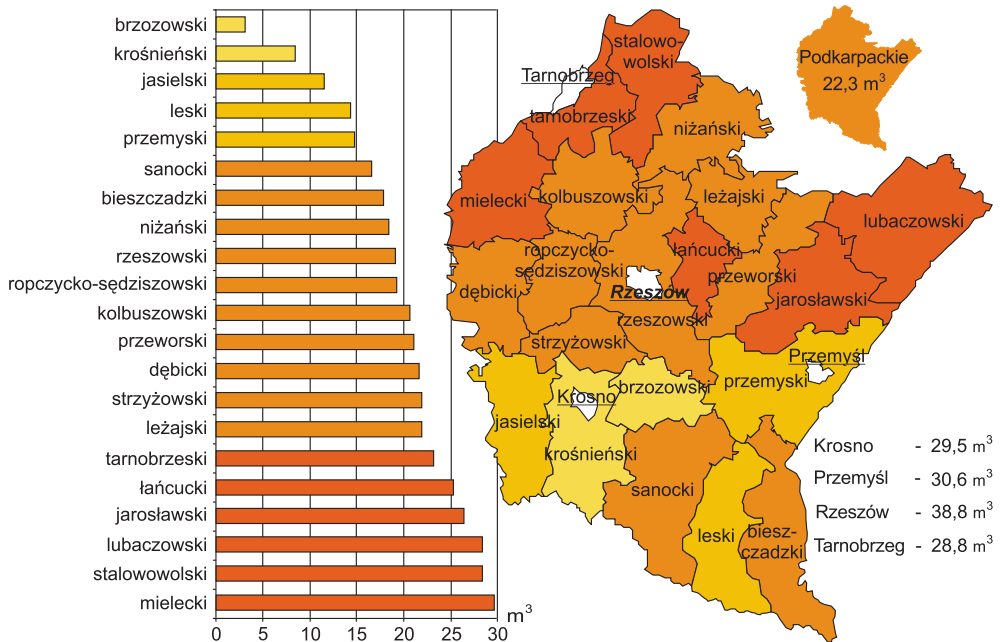 brzozowski
krośnieński
jasielski
leski
przemyski
sanocki
bieszczadzki
niżański
rzeszowski
ropczycko-sędziszowski
kolbuszowski
przeworski
dębicki
strzyżowski
leżajski
tarnobrzeski
łańcucki
jarosławski
lubaczowski
stalowowolski
mielecki
0 5 10 15 20 25 30
m³
stalowo-
wolski
Tarnobrzeg
tarnobrzeski
niżański
mielecki
kolbuszowski
leżajski
lubaczowski
łańcucki
ropczycko-
sędziszowski
przeworski
dębicki
Rzeszów
jarosławski
rzeszowski
strzyżowski
Przemyśl
przemyski
brzozowski
Krosno
jasielski
krośnieński
sanocki
leski
biesz-
czadzki
Podkarpackie
22,3 m³
Krosno - 29,5 m³
Przemyśl - 30,6 m³
Rzeszów - 38,8 m³
Tarnobrzeg - 28,8 m³